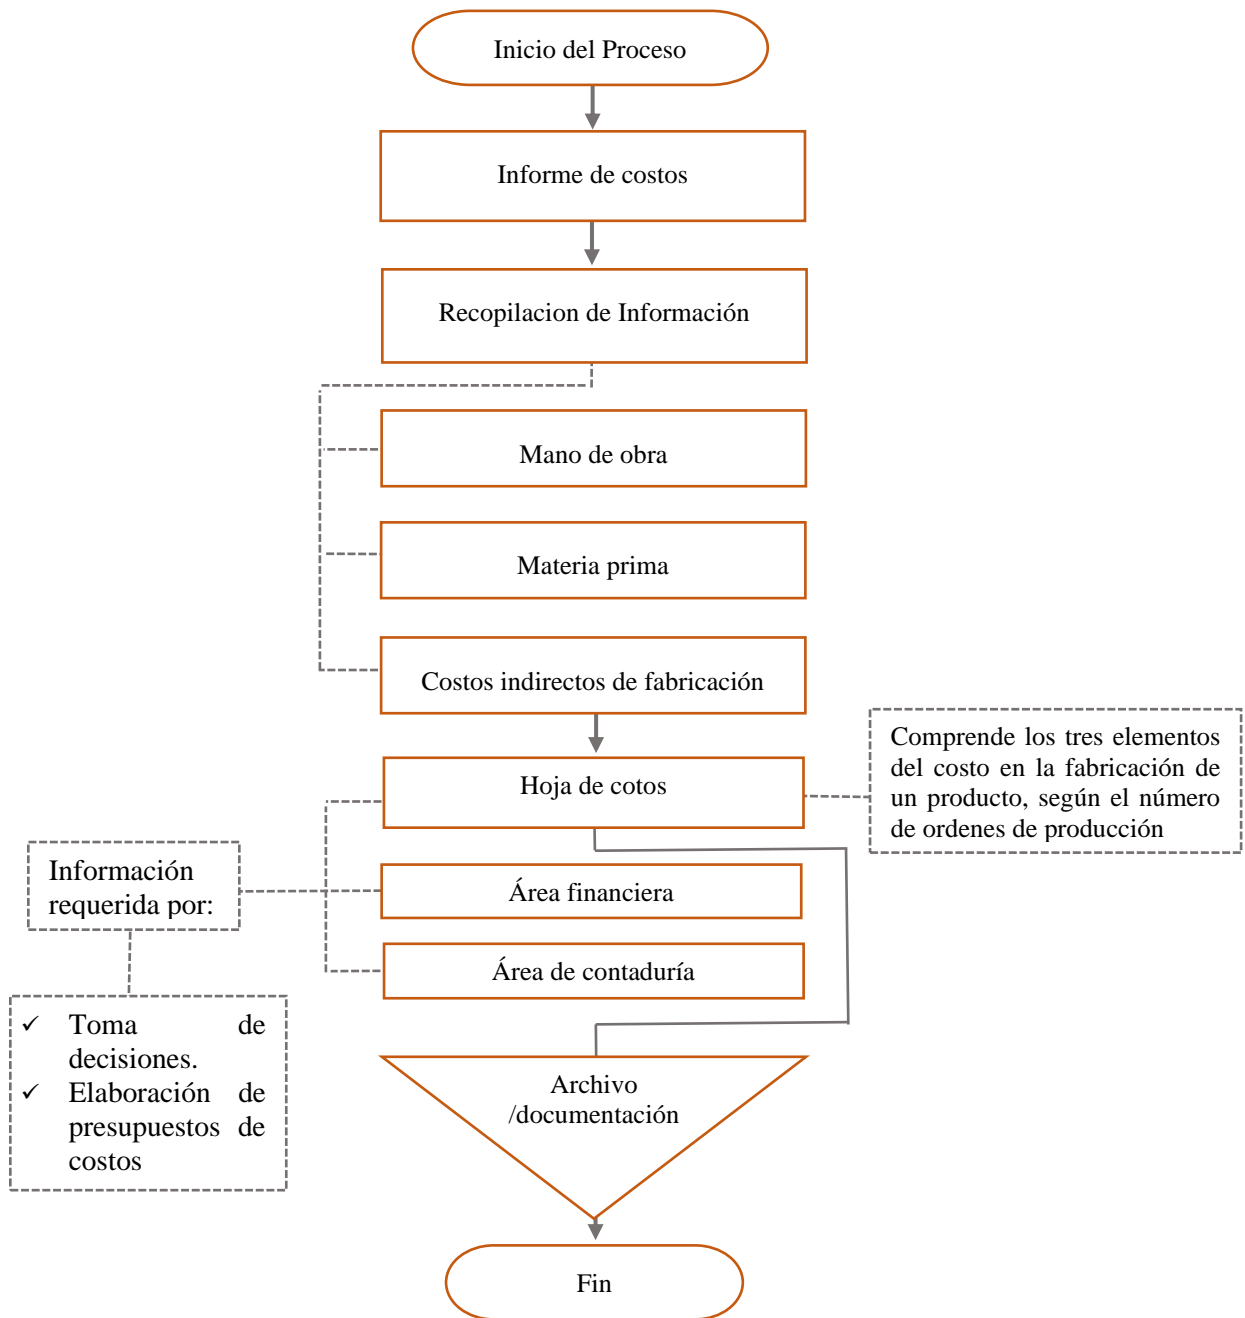 Inicio del Proceso
Informe de costos
Recopilacion de Información
Mano de obra
Materia prima
Costos indirectos de fabricación
Hoja de cotos
Comprende los tres elementos
del costo en la fabricación de
un producto, según el número
de ordenes de producción
Información
requerida por:
Área financiera
Área de contaduría
✓ Toma de
decisiones.
✓ Elaboración de
presupuestos de
costos
Archivo
/documentación
Fin